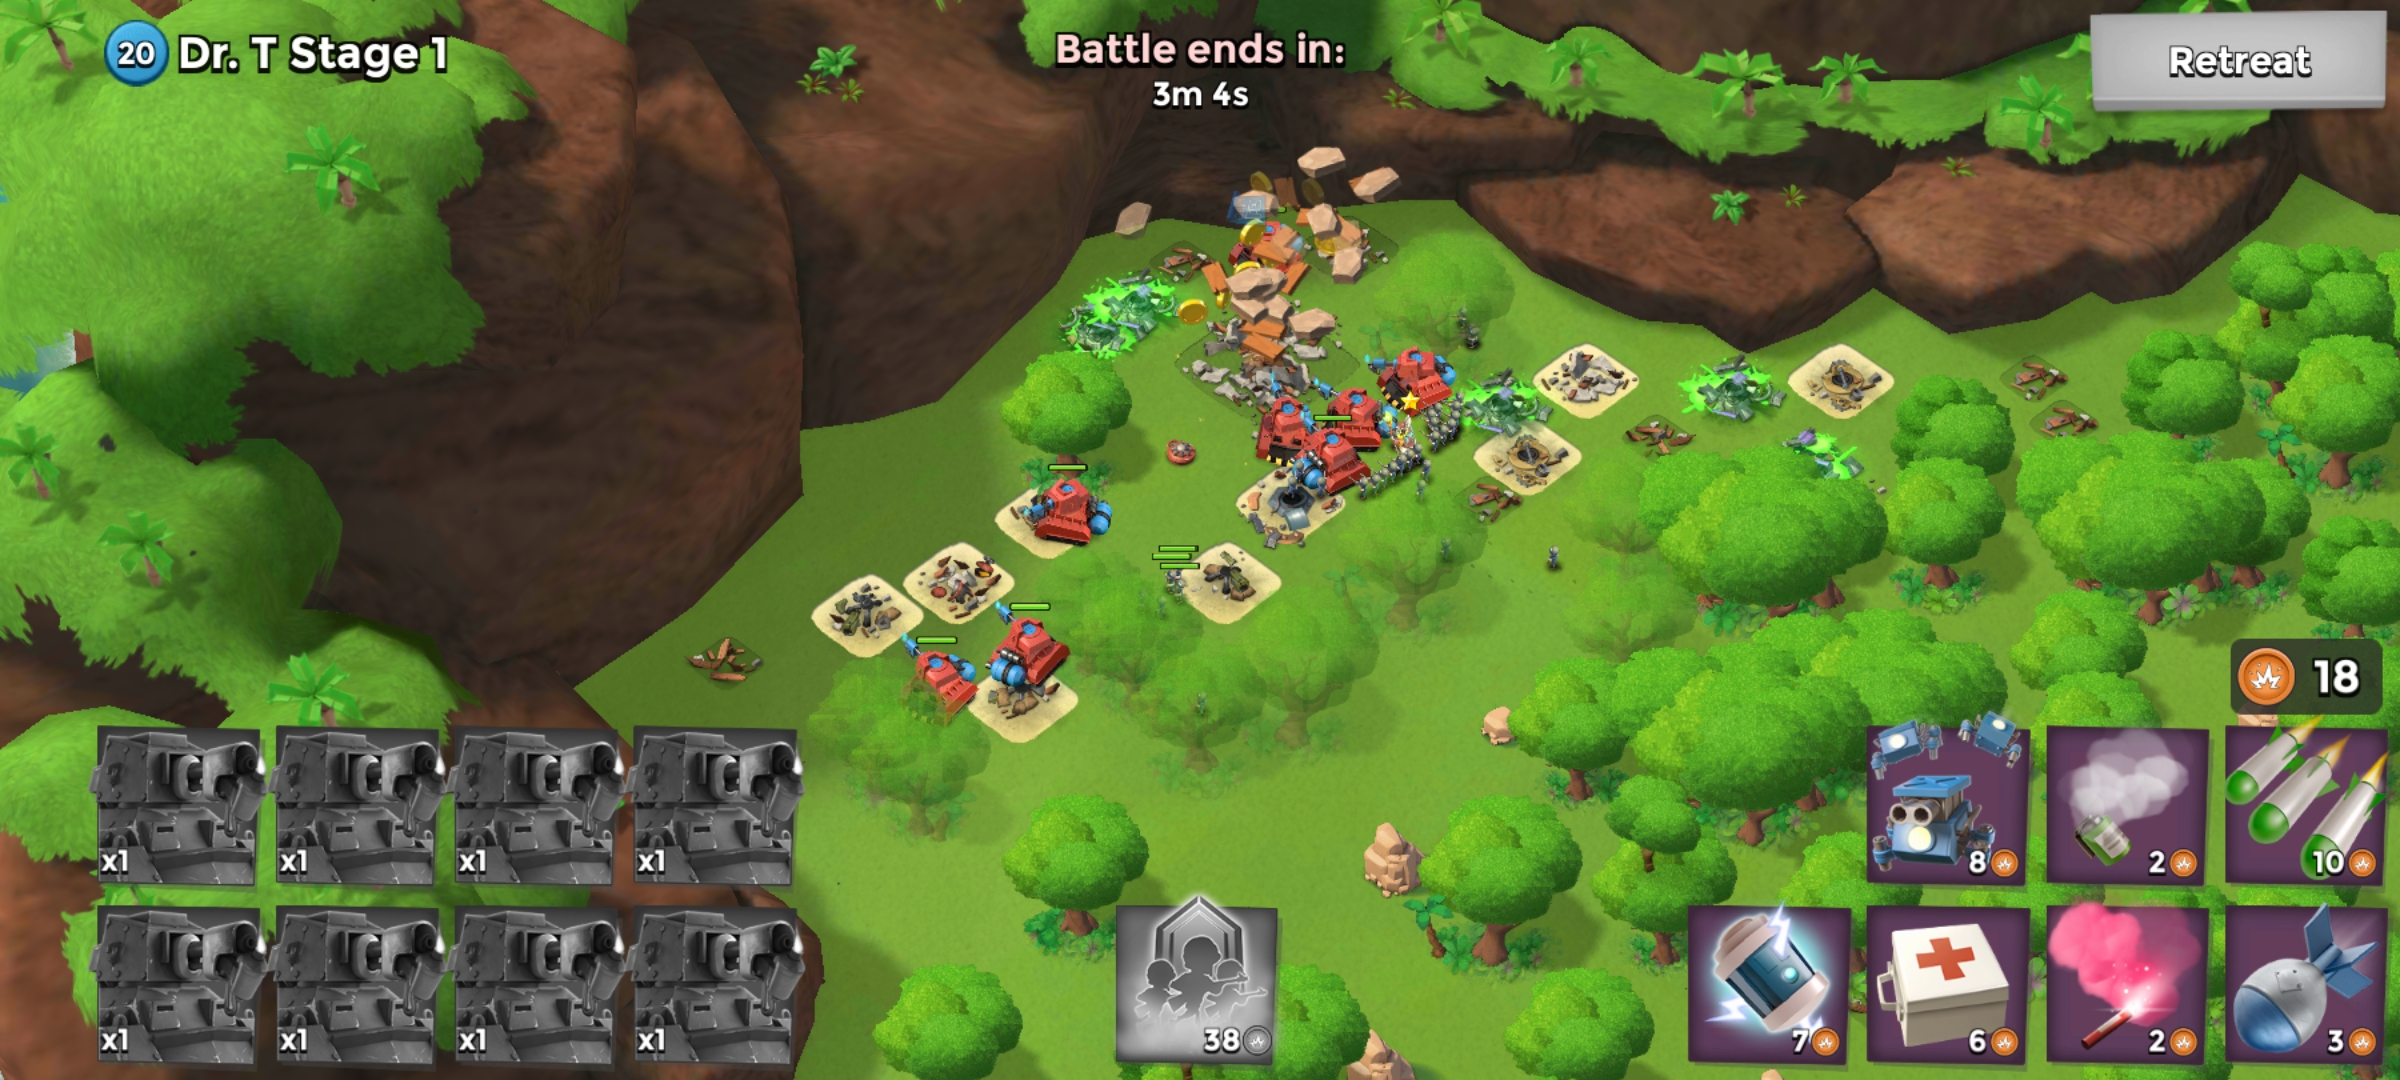 20 Dr. T Stage 1
Battle ends in:
3m 4s
Retreat
18
x1 x1 x1 x1
8 2 10
x1 x1 x1 x1
38
7 6 2 3